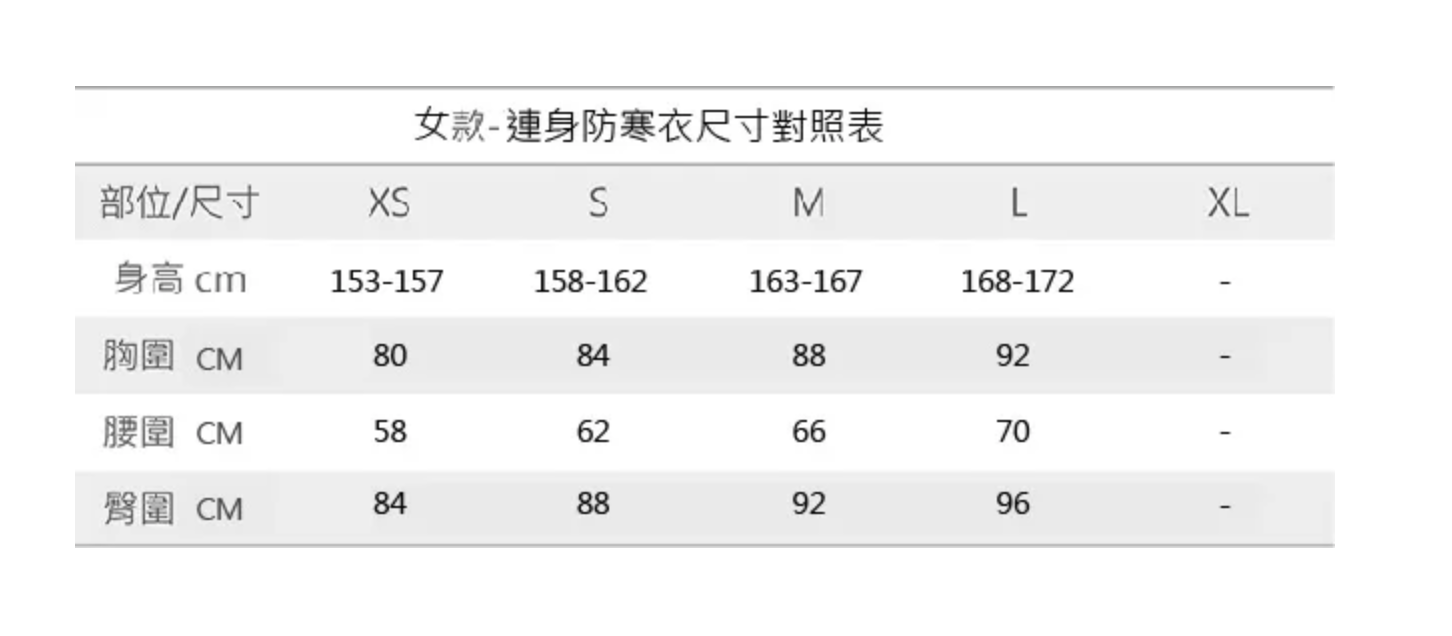 女款-連身防寒衣尺寸對照表
部位/尺寸 XS S M L XL
身高 cm 153-157 158-162 163-167 168-172 -
胸圍 CM 80 84 88 92 -
腰圍 CM 58 62 66 70 -
臀圍 CM 84 88 92 96 -